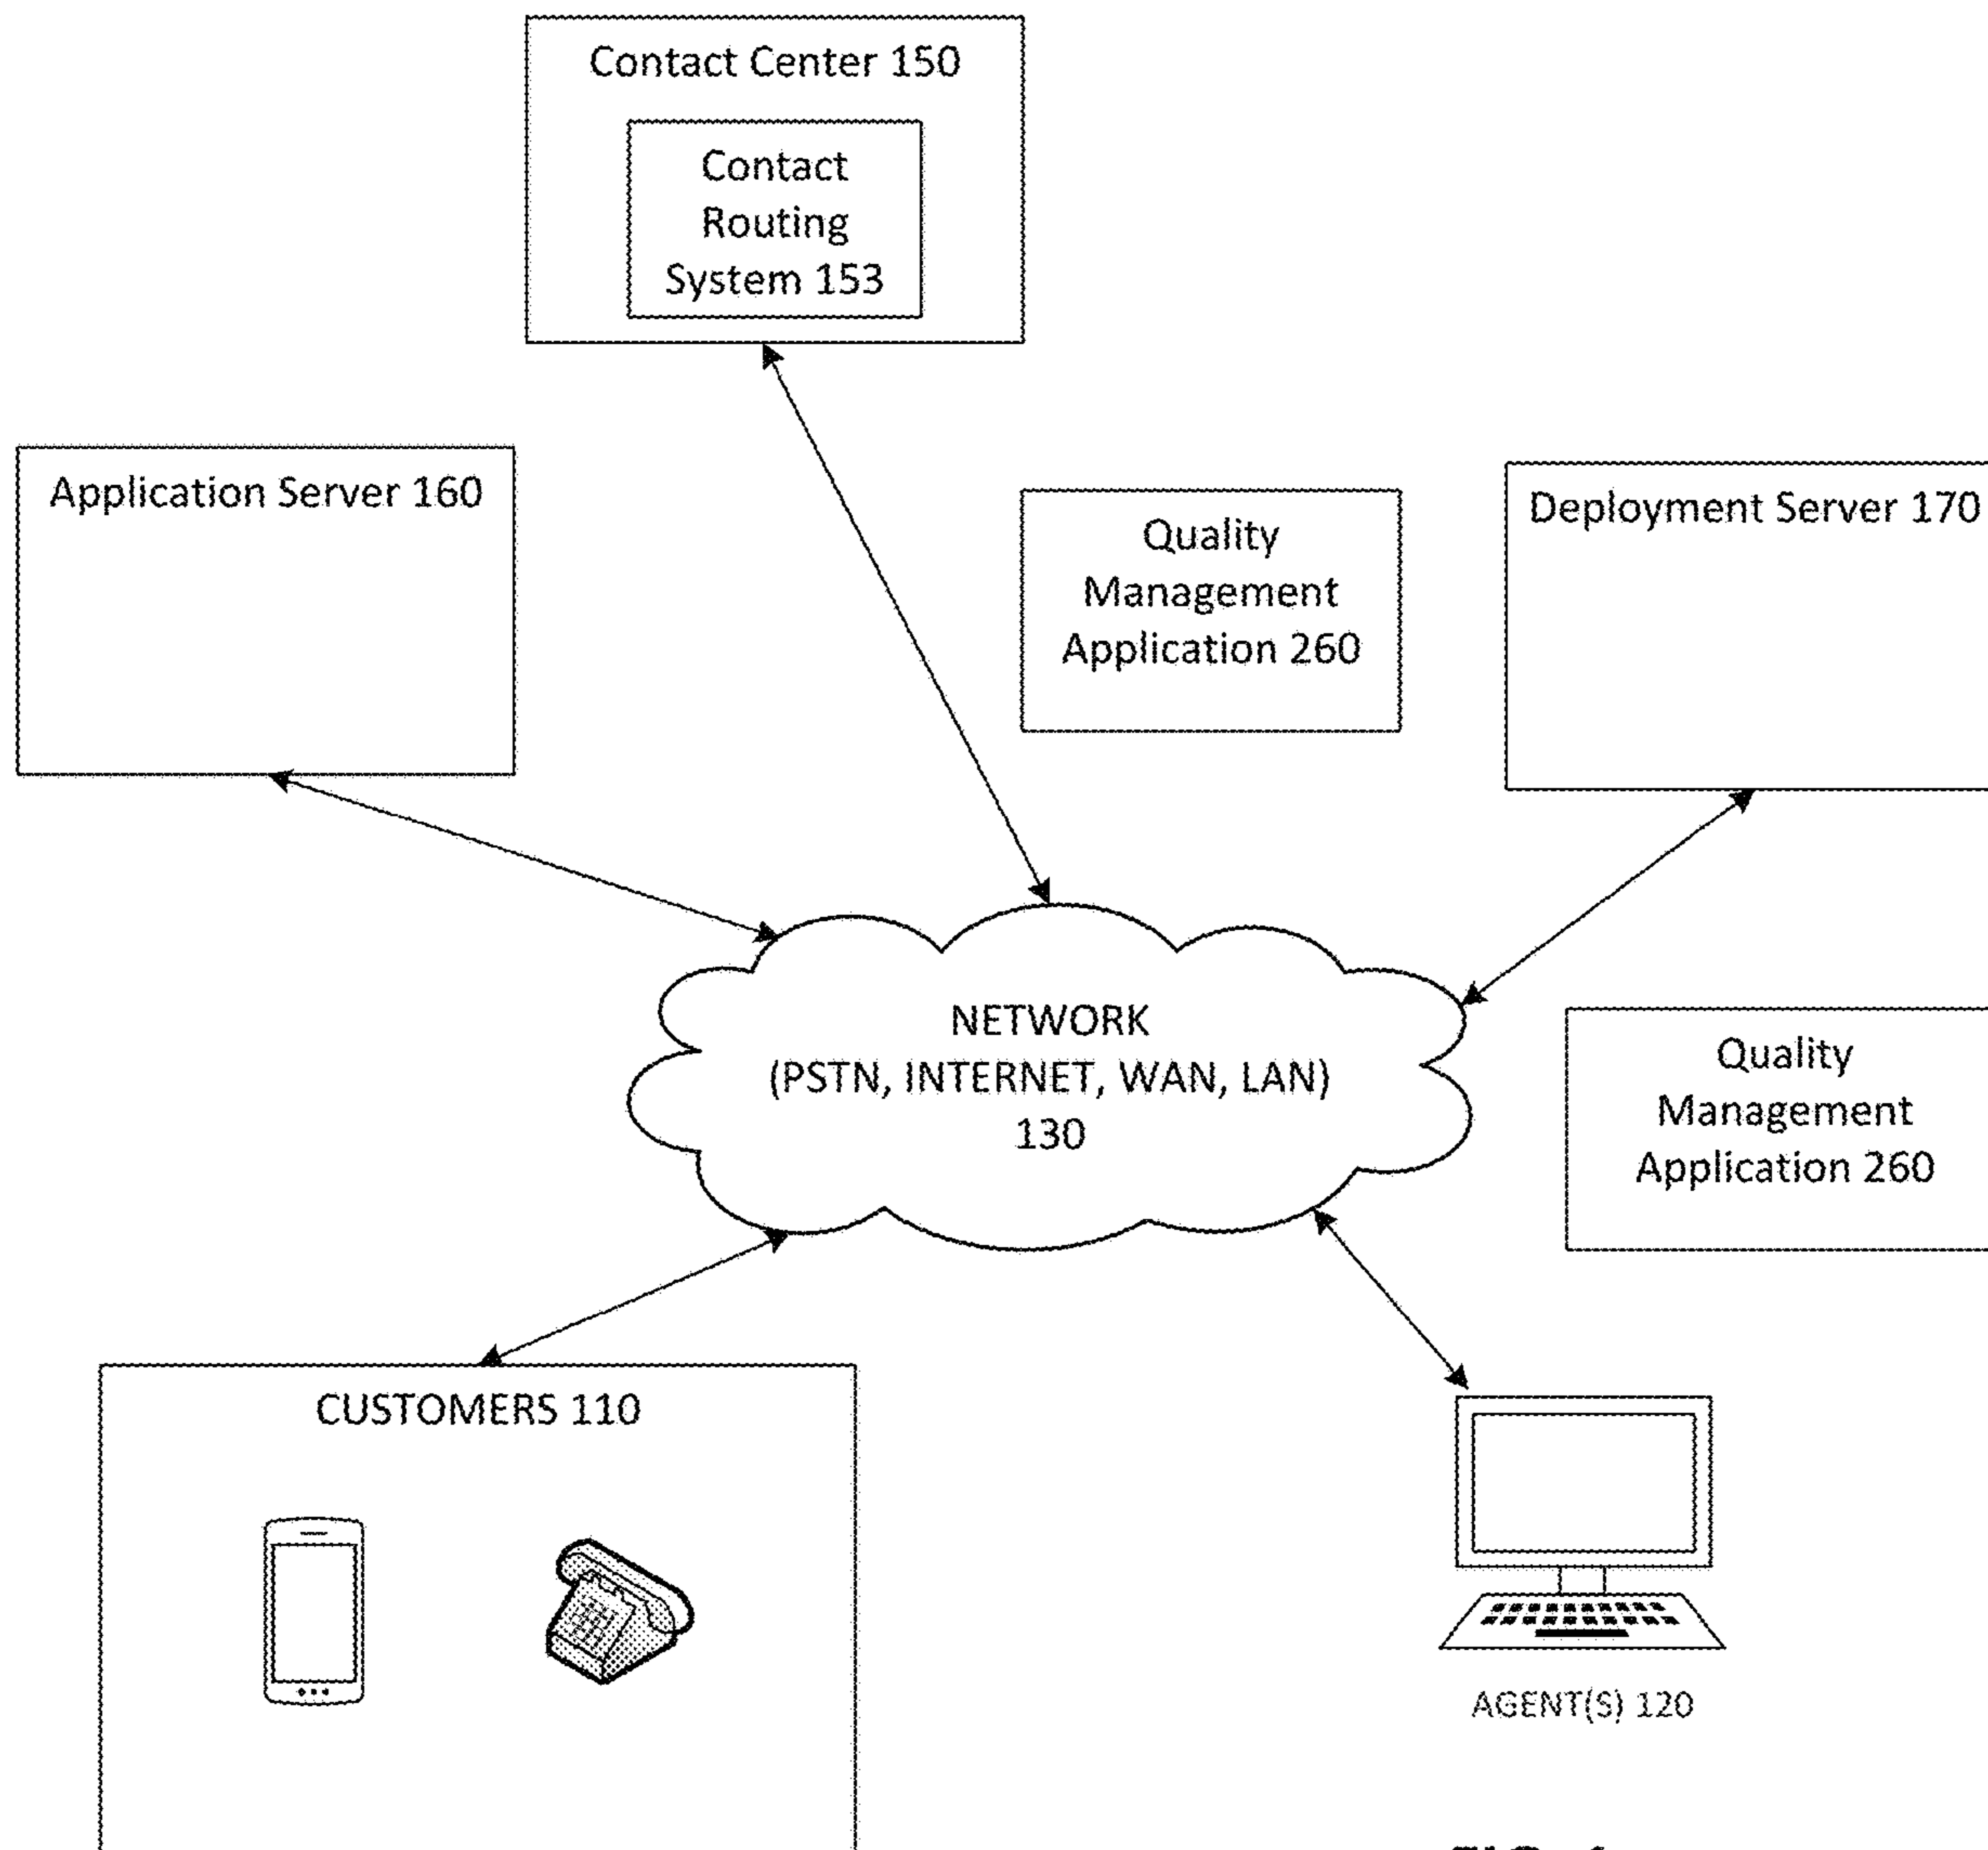 Contact Center 150
Contact
Routing
System 153
Application Server 160
Quality
Management
Application 260
Deployment Server 170
NETWORK
(PSTN, INTERNET, WAN, LAN)
130
Quality
Management
Application 260
CUSTOMERS 110
AGENT(S) 120